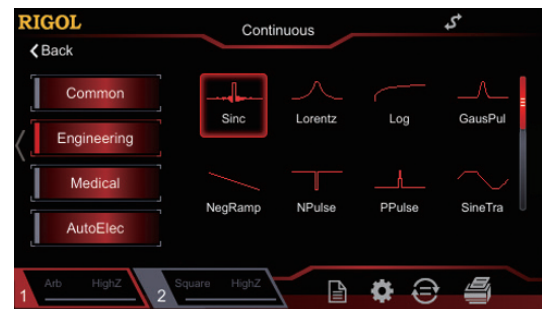 RIGOL
Continuous
Back
Common
Engineering
Medical
AutoElec
Sinc
Lorentz
Log
GausPul
NegRamp
NPulse
PPulse
SineTra
1 Arb HighZ
2 Square HighZ